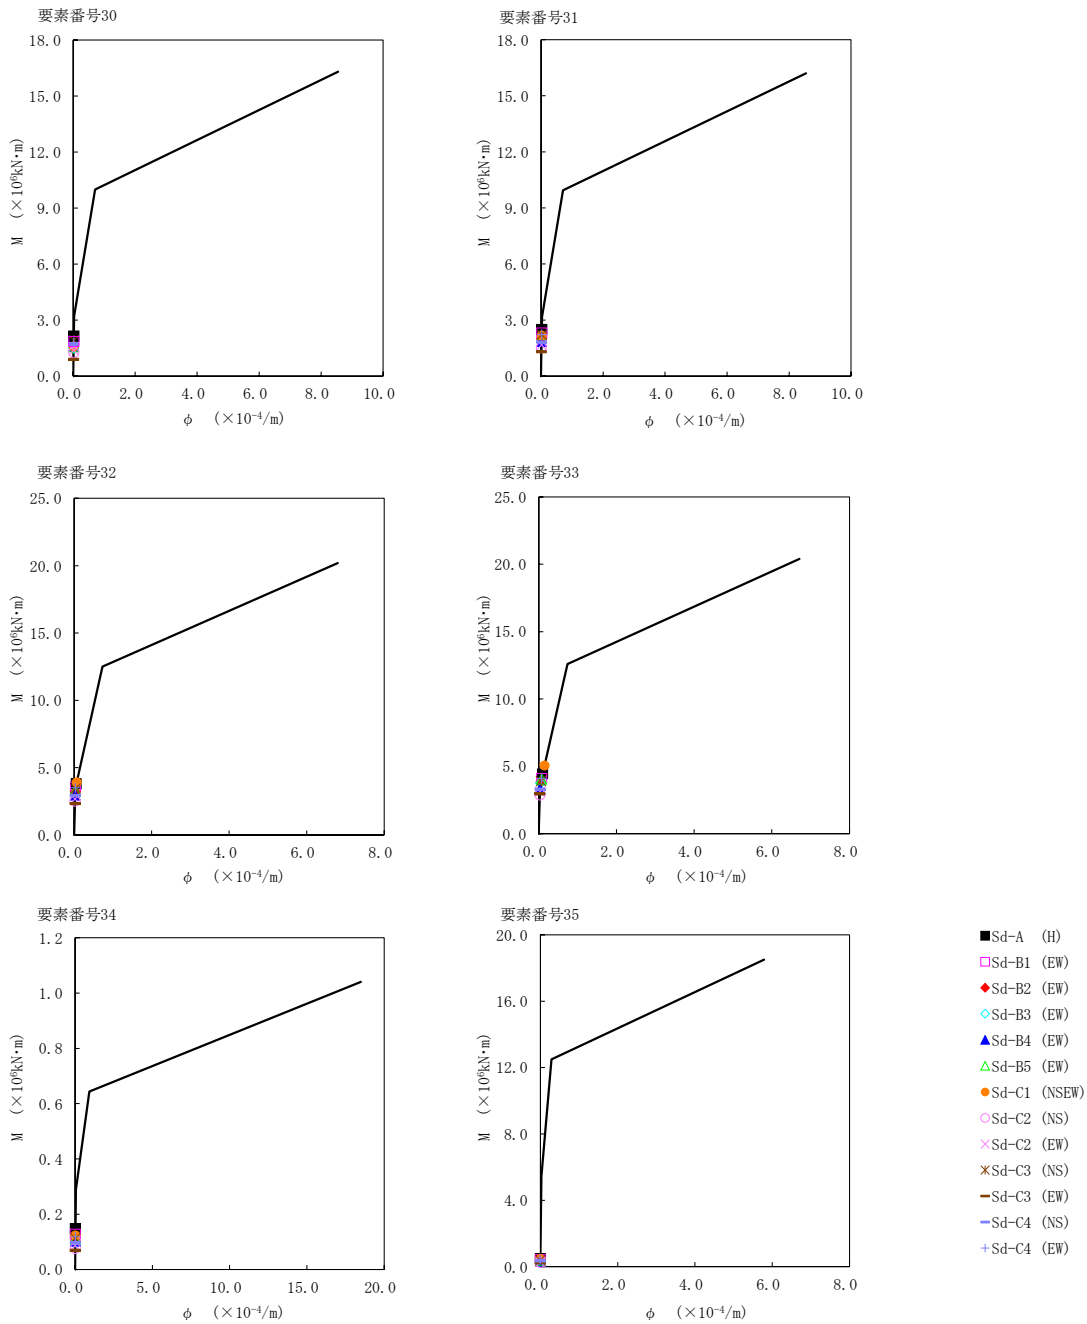 要素番号30
18.0
15.0
12.0
9.0
6.0
3.0
0.0
M (×10⁶kN・m)
0.0 2.0 4.0 6.0 8.0 10.0
φ (×10⁻⁴/m)
要素番号31
18.0
15.0
12.0
9.0
6.0
3.0
0.0
M (×10⁶kN・m)
0.0 2.0 4.0 6.0 8.0 10.0
φ (×10⁻⁴/m)
要素番号32
25.0
20.0
15.0
10.0
5.0
0.0
M (×10⁶kN・m)
0.0 2.0 4.0 6.0 8.0
φ (×10⁻⁴/m)
要素番号33
25.0
20.0
15.0
10.0
5.0
0.0
M (×10⁶kN・m)
0.0 2.0 4.0 6.0 8.0
φ (×10⁻⁴/m)
要素番号34
1.2
1.0
0.8
0.6
0.4
0.2
0.0
M (×10⁶kN・m)
0.0 5.0 10.0 15.0 20.0
φ (×10⁻⁴/m)
要素番号35
20.0
16.0
12.0
8.0
4.0
0.0
M (×10⁶kN・m)
0.0 2.0 4.0 6.0 8.0
φ (×10⁻⁴/m)
Sd-A (H)
Sd-B1 (EW)
Sd-B2 (EW)
Sd-B3 (EW)
Sd-B4 (EW)
Sd-B5 (EW)
Sd-C1 (NSEW)
Sd-C2 (NS)
Sd-C2 (EW)
Sd-C3 (NS)
Sd-C3 (EW)
Sd-C4 (NS)
Sd-C4 (EW)